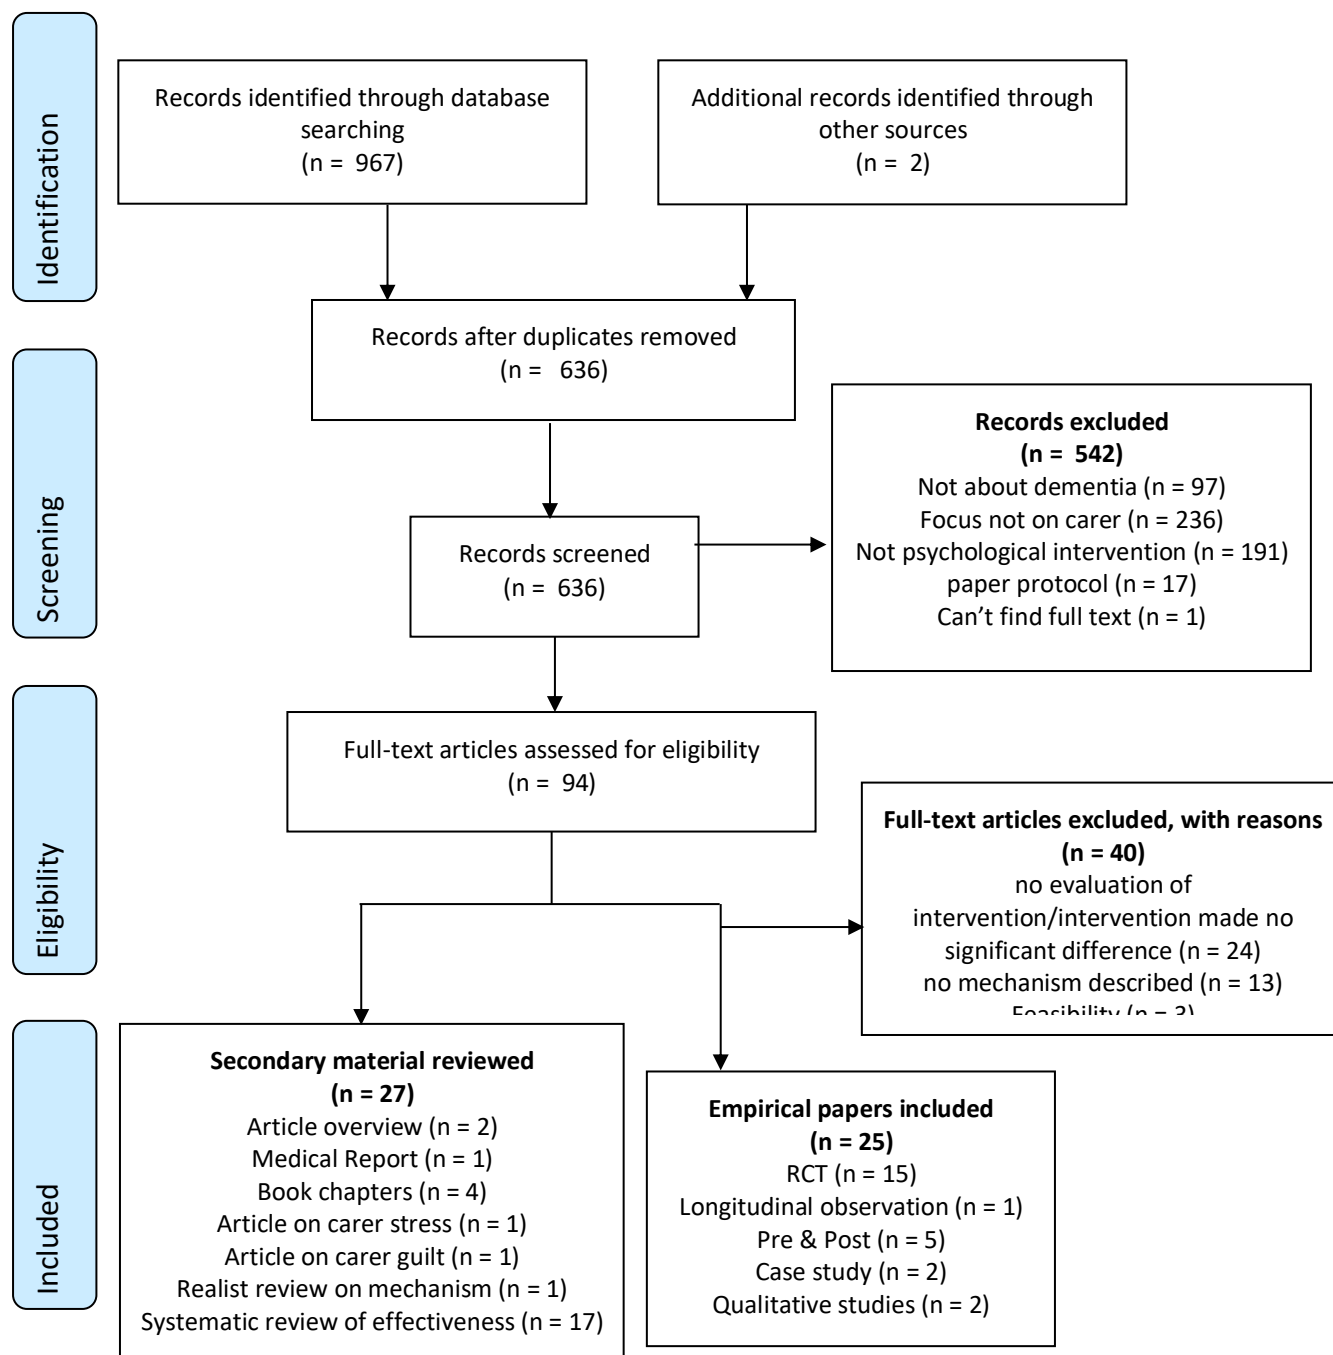 Identification
Records identified through database
searching
(n = 967)
Additional records identified through
other sources
(n = 2)
Records after duplicates removed
(n = 636)
Screening
Records screened
(n = 636)
Records excluded
(n = 542)
Not about dementia (n = 97)
Focus not on carer (n = 236)
Not psychological intervention (n = 191)
paper protocol (n = 17)
Can’t find full text (n = 1)
Eligibility
Full-text articles assessed for eligibility
(n = 94)
Full-text articles excluded, with reasons
(n = 40)
no evaluation of
intervention/intervention made no
significant difference (n = 24)
no mechanism described (n = 13)
Feasibility (n = 3)
Included
Secondary material reviewed
(n = 27)
Article overview (n = 2)
Medical Report (n = 1)
Book chapters (n = 4)
Article on carer stress (n = 1)
Article on carer guilt (n = 1)
Realist review on mechanism (n = 1)
Systematic review of effectiveness (n = 17)
Empirical papers included
(n = 25)
RCT (n = 15)
Longitudinal observation (n = 1)
Pre & Post (n = 5)
Case study (n = 2)
Qualitative studies (n = 2)